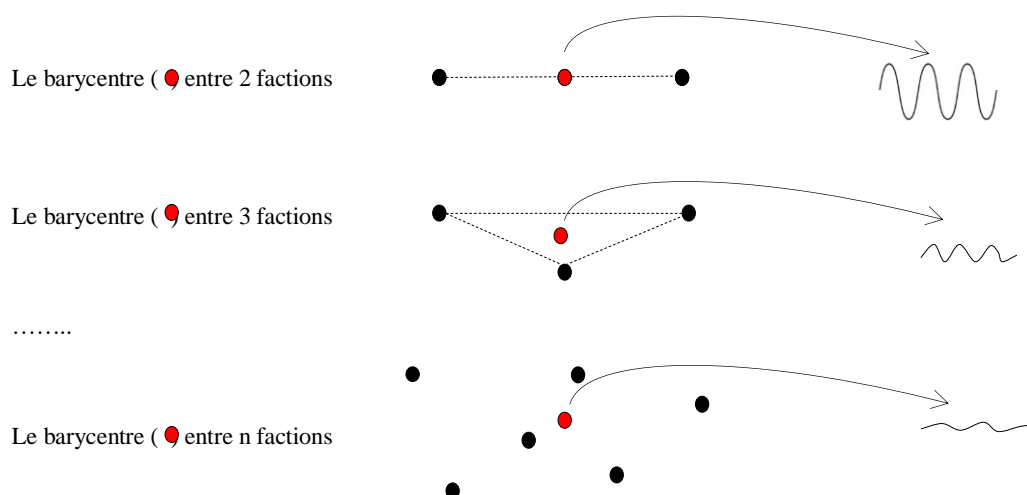 Le barycentre ( ) entre 2 factions
Le barycentre ( ) entre 3 factions
……...
Le barycentre ( ) entre n factions